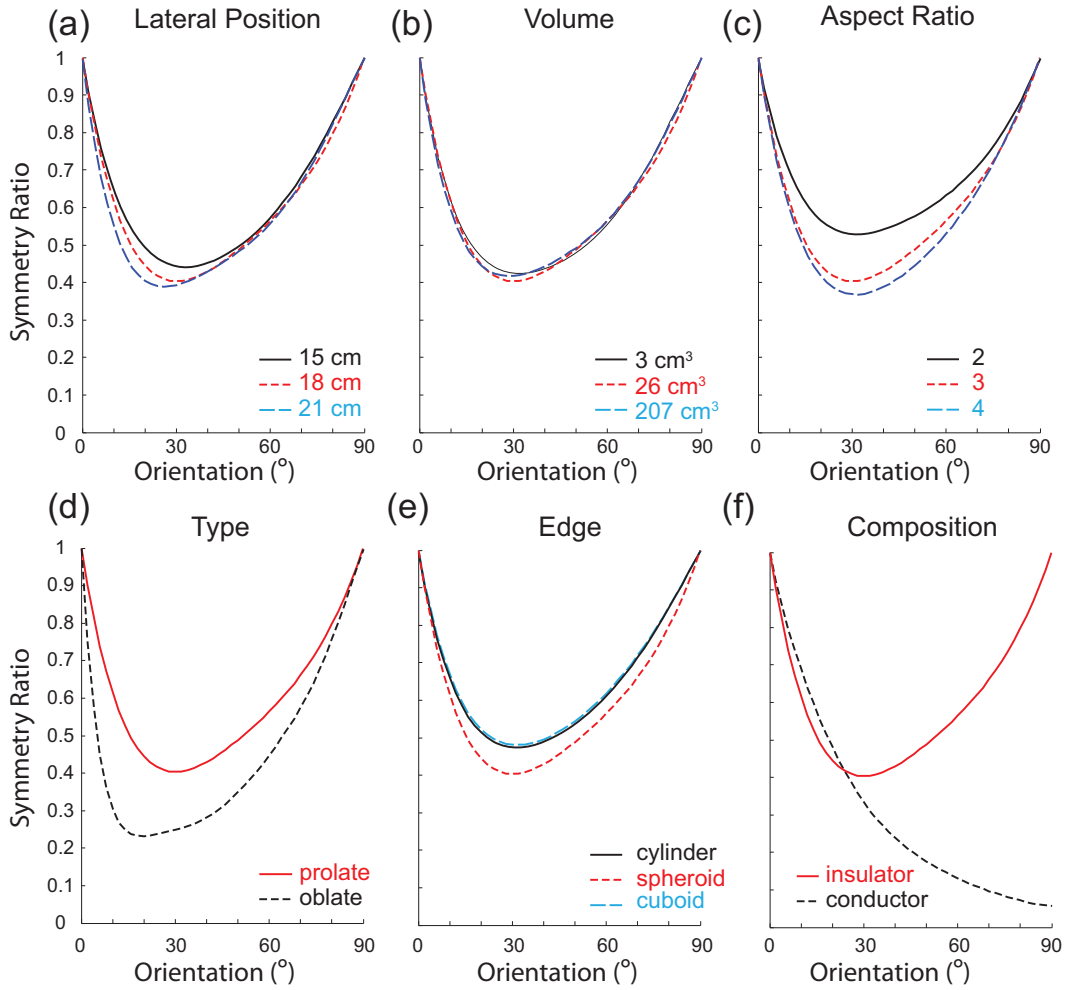 (a) Lateral Position
(b) Volume
(c) Aspect Ratio
Symmetry Ratio
1
0.9
0.8
0.7
0.6
0.5
0.4
0.3
0.2
0.1
0
15 cm
18 cm
21 cm
0 30 60 90
Orientation (°)
3 cm³
26 cm³
207 cm³
0 30 60 90
Orientation (°)
2
3
4
0 30 60 90
Orientation (°)
(d) Type
(e) Edge
(f) Composition
Symmetry Ratio
1
0.9
0.8
0.7
0.6
0.5
0.4
0.3
0.2
0.1
0
prolate
oblate
0 30 60 90
Orientation (°)
cylinder
spheroid
cuboid
0 30 60 90
Orientation (°)
insulator
conductor
0 30 60 90
Orientation (°)